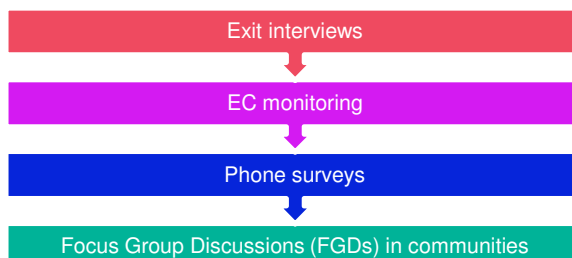 Exit interviews
EC monitoring
Phone surveys
Focus Group Discussions (FGDs) in communities